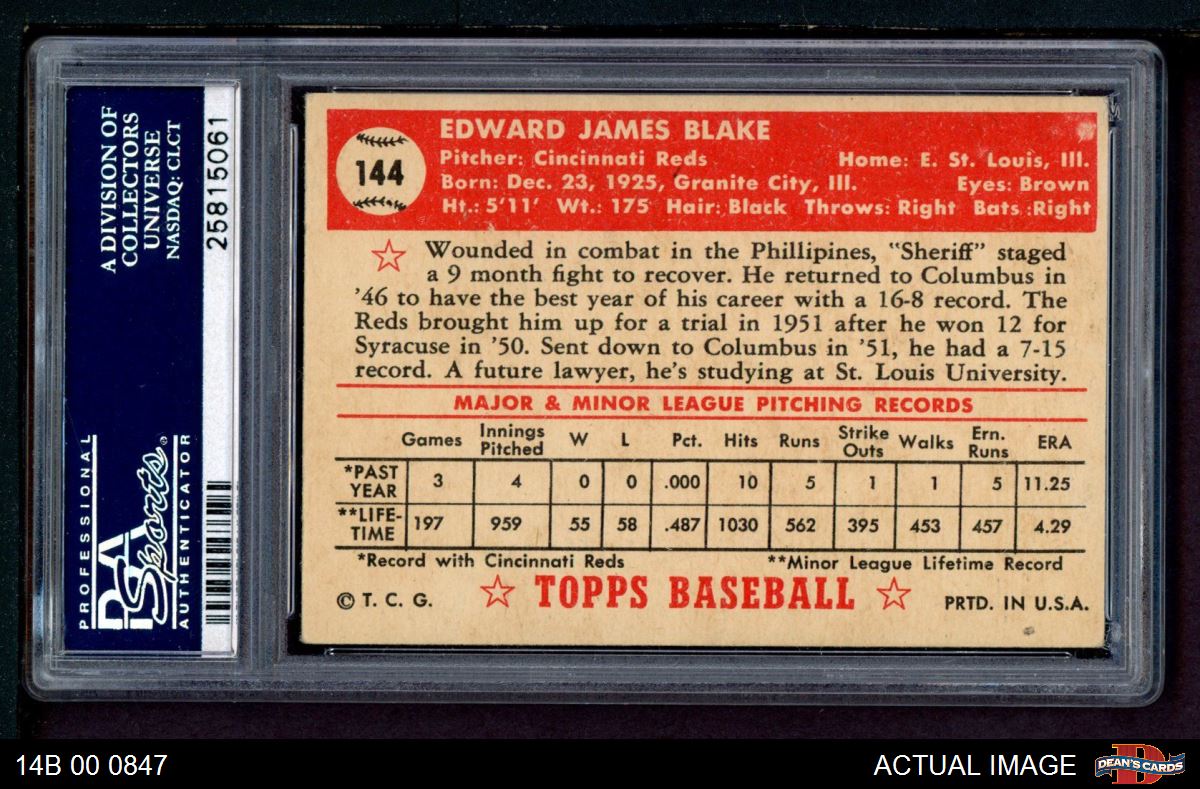 A DIVISION OF
COLLECTORS
UNIVERSE
NASDAQ: CLCT
25815061
PROFESSIONAL
PSA
Sports®
AUTHENTICATOR
144
EDWARD JAMES BLAKE
Pitcher: Cincinnati Reds Home: E. St. Louis, Ill.
Born: Dec. 23, 1925, Granite City, Ill. Eyes: Brown
Ht.: 5'11' Wt.: 175 Hair: Black Throws: Right Bats.:Right
Wounded in combat in the Phillipines, "Sheriff" staged
a 9 month fight to recover. He returned to Columbus in
'46 to have the best year of his career with a 16-8 record. The
Reds brought him up for a trial in 1951 after he won 12 for
Syracuse in '50. Sent down to Columbus in '51, he had a 7-15
record. A future lawyer, he's studying at St. Louis University.
MAJOR & MINOR LEAGUE PITCHING RECORDS
Games Innings Pitched W L Pct. Hits Runs Strike Outs Walks Ern. Runs ERA
*PAST YEAR 3 4 0 0 .000 10 5 1 1 5 11.25
**LIFE-TIME 197 959 55 58 .487 1030 562 395 453 457 4.29
*Record with Cincinnati Reds **Minor League Lifetime Record
© T. C. G. TOPPS BASEBALL PRTD. IN U.S.A.
14B 00 0847 ACTUAL IMAGE DEAN'S CARDS